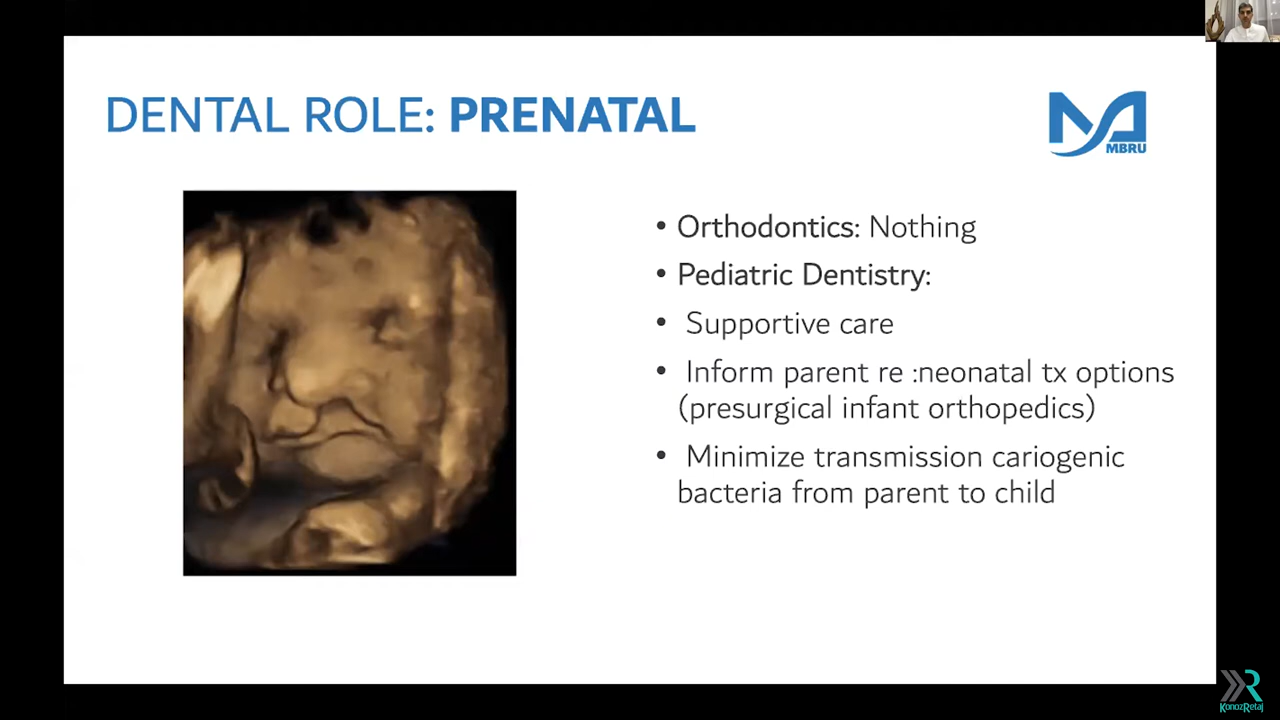 DENTAL ROLE: PRENATAL
MBRU
• Orthodontics: Nothing
• Pediatric Dentistry:
• Supportive care
• Inform parent re :neonatal tx options
(presurgical infant orthopedics)
• Minimize transmission cariogenic
bacteria from parent to child
KonozRetaj